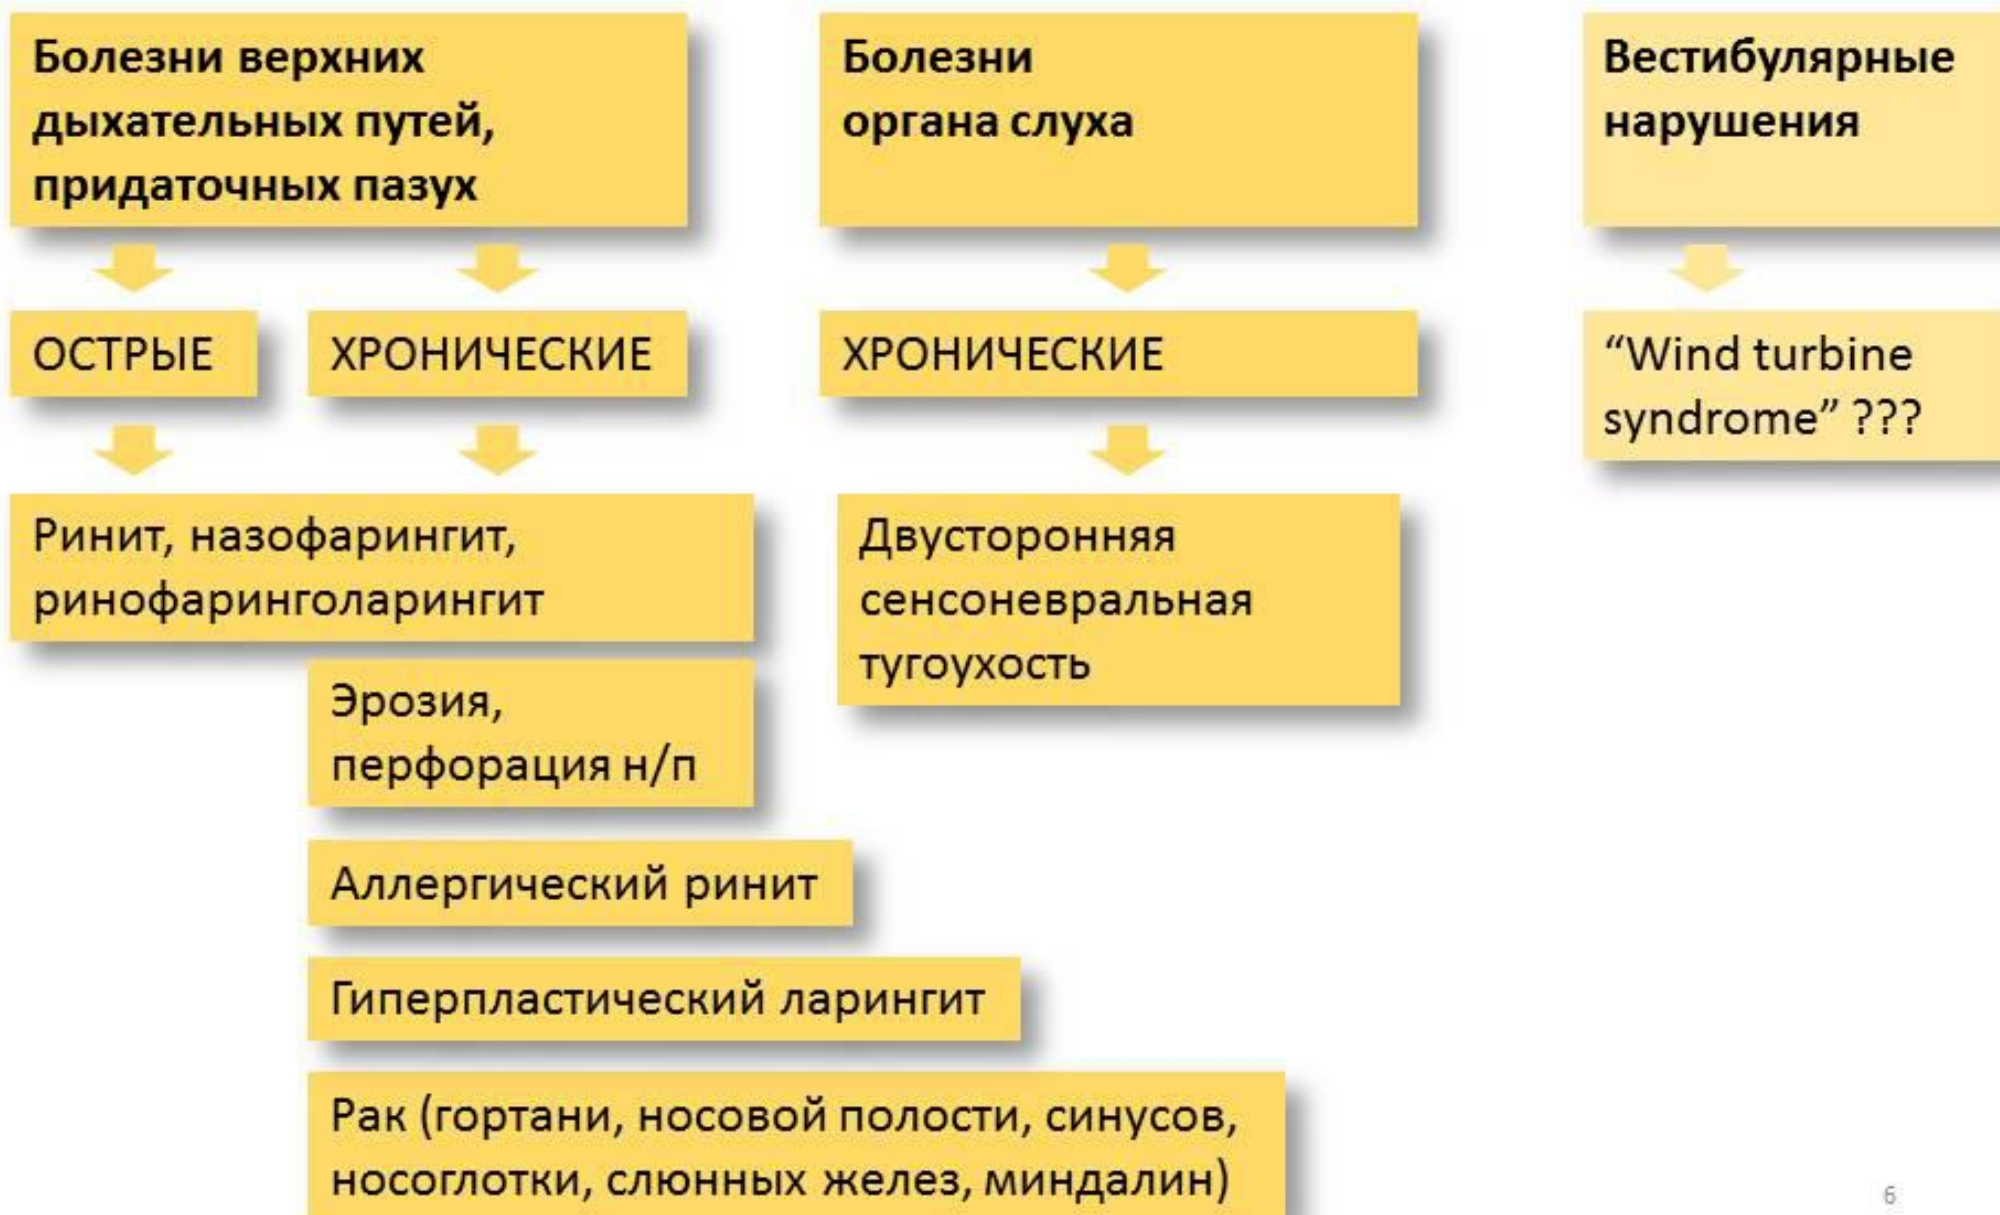 Болезни верхних
дыхательных путей,
придаточных пазух
Болезни
органа слуха
Вестибулярные
нарушения
ОСТРЫЕ
ХРОНИЧЕСКИЕ
ХРОНИЧЕСКИЕ
“Wind turbine
syndrome” ???
Ринит, назофарингит,
ринофаринголарингит
Двусторонняя
сенсоневральная
тугоухость
Эрозия,
перфорация н/п
Аллергический ринит
Гиперпластический ларингит
Рак (гортани, носовой полости, синусов,
носоглотки, слюнных желез, миндалин)
6